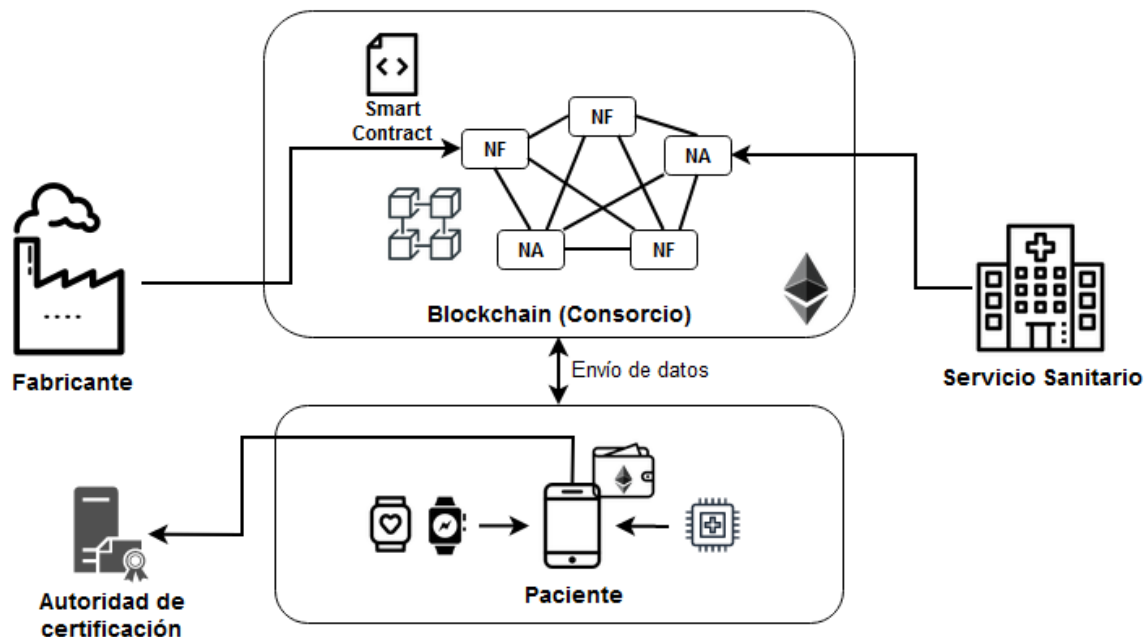 Smart
Contract
NF
NF
NA
NA
NF
Blockchain (Consorcio)
Fabricante
Servicio Sanitario
Envío de datos
Paciente
Autoridad de
certificación